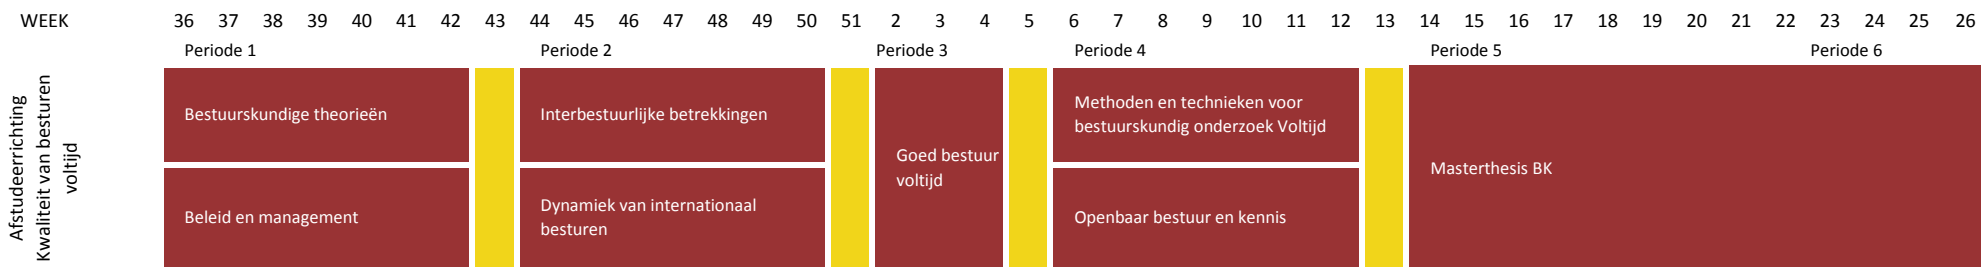 WEEK 36 37 38 39 40 41 42 43 44 45 46 47 48 49 50 51 2 3 4 5 6 7 8 9 10 11 12 13 14 15 16 17 18 19 20 21 22 23 24 25 26
Periode 1 Periode 2 Periode 3 Periode 4 Periode 5 Periode 6
Afstudeerrichting
Kwaliteit van besturen
voltijd
Bestuurskundige theorieën
Beleid en management
Interbestuurlijke betrekkingen
Dynamiek van internationaal
besturen
Goed bestuur
voltijd
Methoden en technieken voor
bestuurskundig onderzoek Voltijd
Openbaar bestuur en kennis
Masterthesis BK